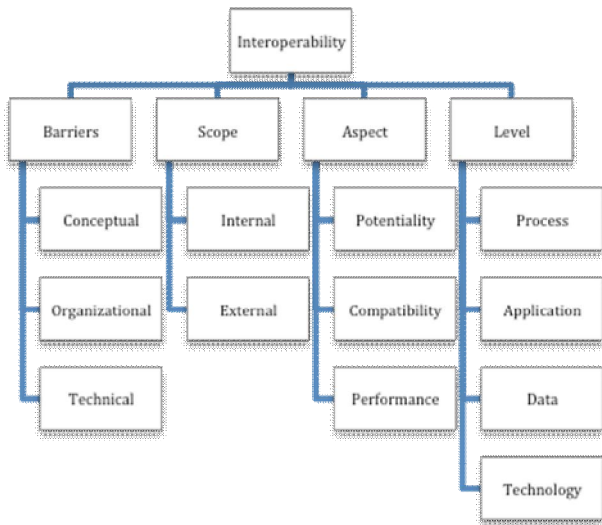 Interoperability
Barriers
Scope
Aspect
Level
Conceptual
Internal
Potentiality
Process
Organizational
External
Compatibility
Application
Technical
Performance
Data
Technology